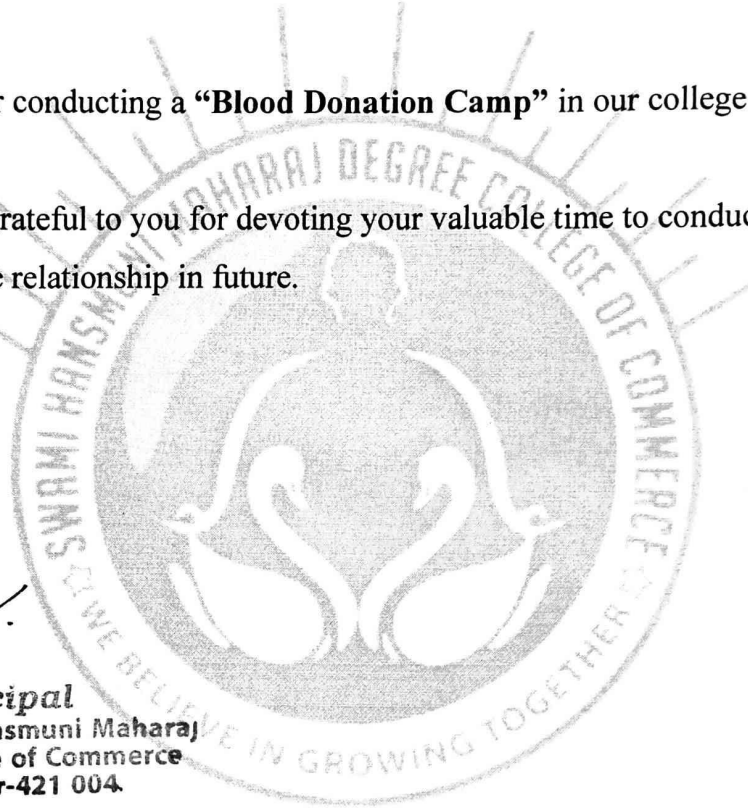 conducting a “Blood Donation Camp” in our college
rateful to you for devoting your valuable time to conduc
relationship in future.
SWAMI HANSMUNI MAHARAJ DEGREE COLLEGE OF COMMERCE
WE BELIEVE IN GROWING TOGETHER
cipal
smuni Maharaj
of Commerce
r-421 004.